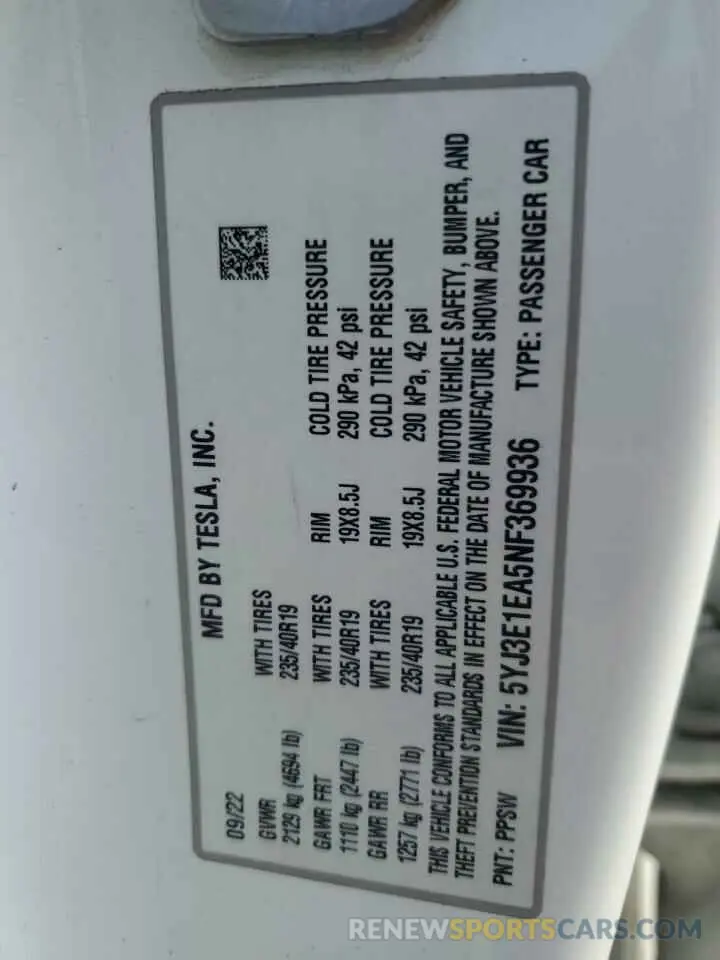 MFD BY TESLA, INC.
09/22
GVWR WITH TIRES
2129 kg (4694 lb) 235/40R19
GAWR FRT WITH TIRES RIM COLD TIRE PRESSURE
1110 kg (2447 lb) 235/40R19 19X8.5J 290 kPa, 42 psi
GAWR RR WITH TIRES RIM COLD TIRE PRESSURE
1257 kg (2771 lb) 235/40R19 19X8.5J 290 kPa, 42 psi
THIS VEHICLE CONFORMS TO ALL APPLICABLE U.S. FEDERAL MOTOR VEHICLE SAFETY, BUMPER, AND
THEFT PREVENTION STANDARDS IN EFFECT ON THE DATE OF MANUFACTURE SHOWN ABOVE.
PNT: PPSW VIN: 5YJ3E1EA5NF369936 TYPE: PASSENGER CAR
RENEWSPORTSCARS.COM